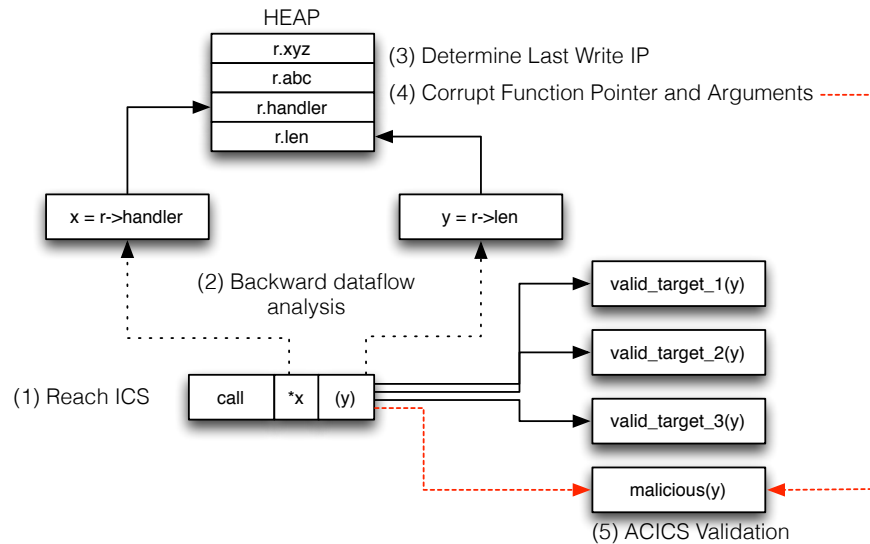 HEAP
r.xyz
(3) Determine Last Write IP
r.abc
(4) Corrupt Function Pointer and Arguments
r.handler
r.len
x = r->handler
y = r->len
(2) Backward dataflow
analysis
valid_target_1(y)
valid_target_2(y)
(1) Reach ICS
call
*x
(y)
valid_target_3(y)
malicious(y)
(5) ACICS Validation